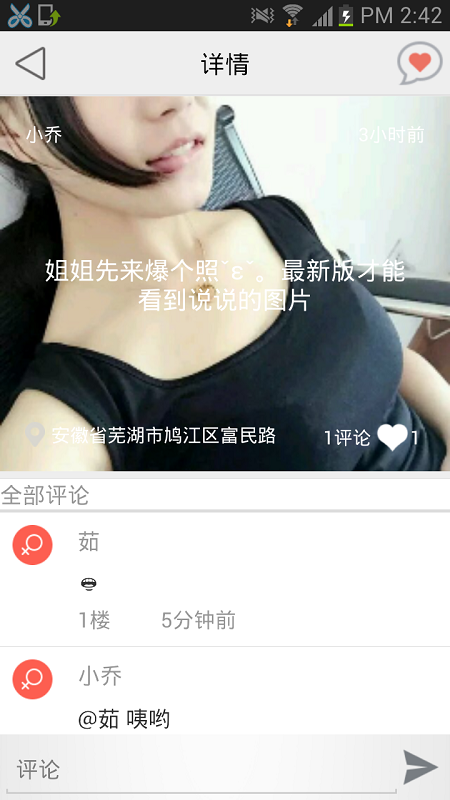 PM 2:42
详情
小乔 3小时前
姐姐先来爆个照˘ε˘。最新版才能
看到说说的图片
安徽省芜湖市鸠江区富民路 1评论 1
全部评论
茹
1楼 5分钟前
小乔
@茹 咦哟
评论